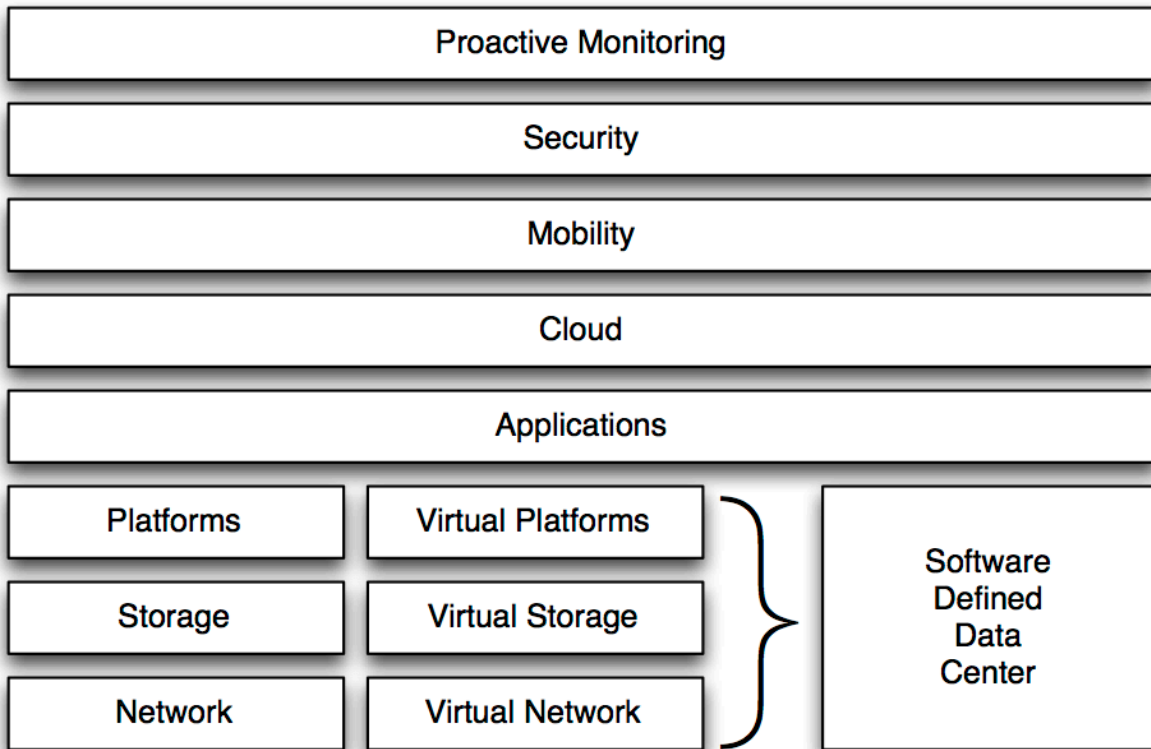 Proactive Monitoring
Security
Mobility
Cloud
Applications
Platforms
Virtual Platforms
Storage
Virtual Storage
Network
Virtual Network
Software
Defined
Data
Center